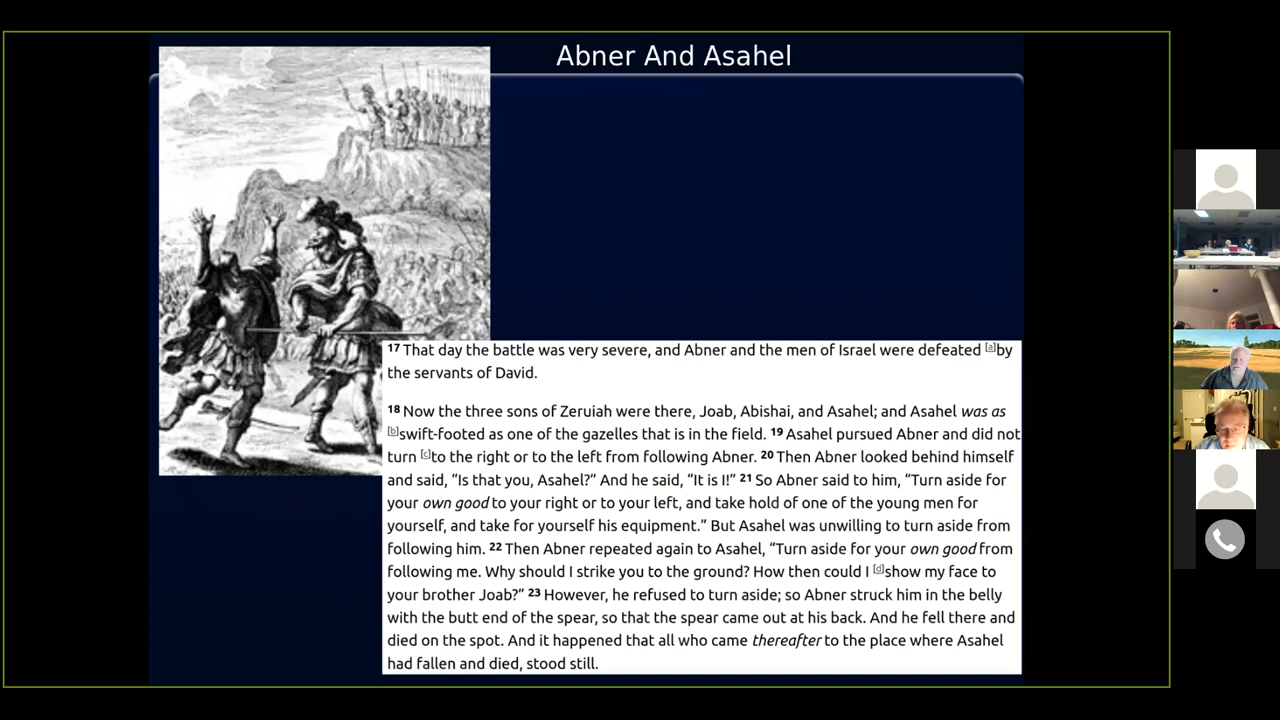 Abner And Asahel
17 That day the battle was very severe, and Abner and the men of Israel were defeated [a]by
the servants of David.
18 Now the three sons of Zeruiah were there, Joab, Abishai, and Asahel; and Asahel was as
[b]swift-footed as one of the gazelles that is in the field. 19 Asahel pursued Abner and did not
turn [c]to the right or to the left from following Abner. 20 Then Abner looked behind himself
and said, “Is that you, Asahel?” And he said, “It is I!” 21 So Abner said to him, “Turn aside for
your own good to your right or to your left, and take hold of one of the young men for
yourself, and take for yourself his equipment.” But Asahel was unwilling to turn aside from
following him. 22 Then Abner repeated again to Asahel, “Turn aside for your own good from
following me. Why should I strike you to the ground? How then could I [d]show my face to
your brother Joab?” 23 However, he refused to turn aside; so Abner struck him in the belly
with the butt end of the spear, so that the spear came out at his back. And he fell there and
died on the spot. And it happened that all who came thereafter to the place where Asahel
had fallen and died, stood still.